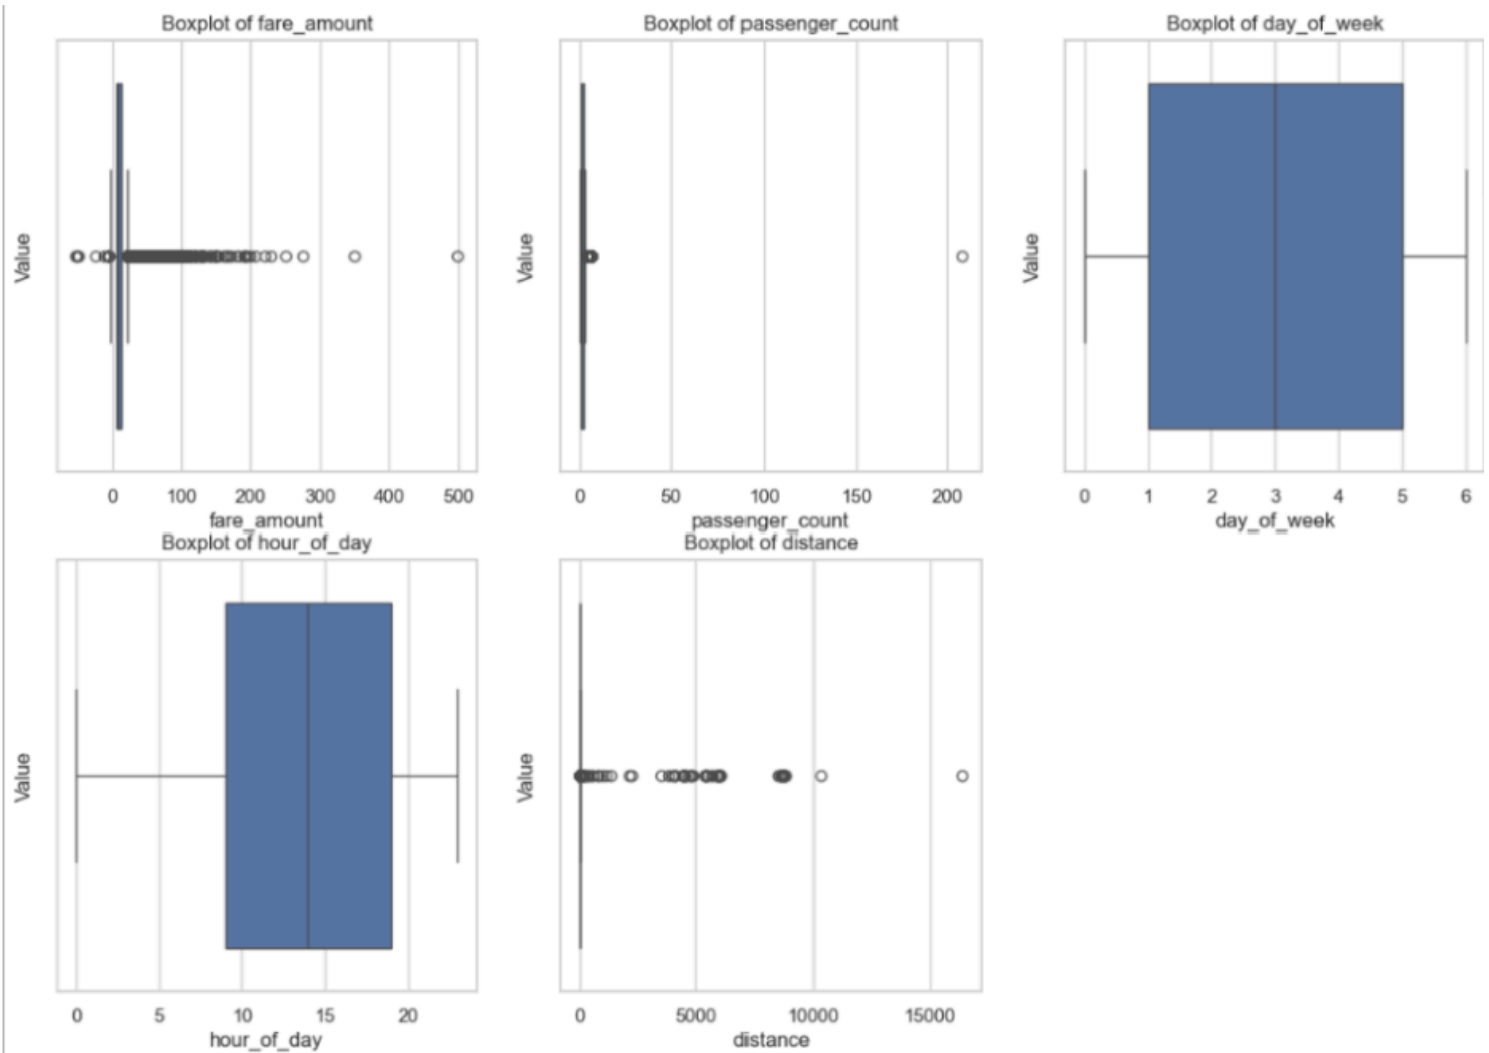 Boxplot of fare_amount
Value
0 100 200 300 400 500
fare_amount
Boxplot of passenger_count
Value
0 50 100 150 200
passenger_count
Boxplot of day_of_week
Value
0 1 2 3 4 5 6
day_of_week
Boxplot of hour_of_day
Value
0 5 10 15 20
hour_of_day
Boxplot of distance
Value
0 5000 10000 15000
distance